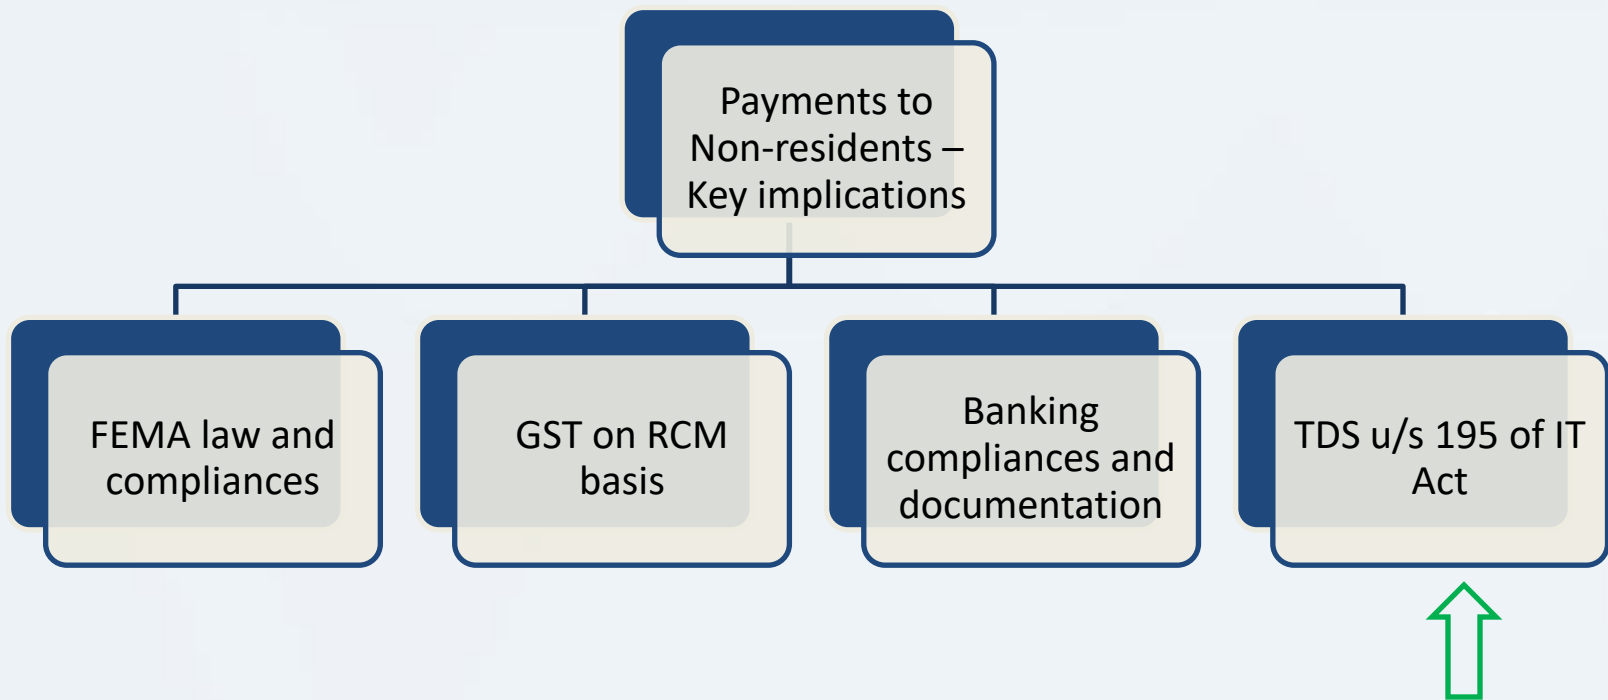 Payments to
Non-residents –
Key implications
FEMA law and
compliances
GST on RCM
basis
Banking
compliances and
documentation
TDS u/s 195 of IT
Act